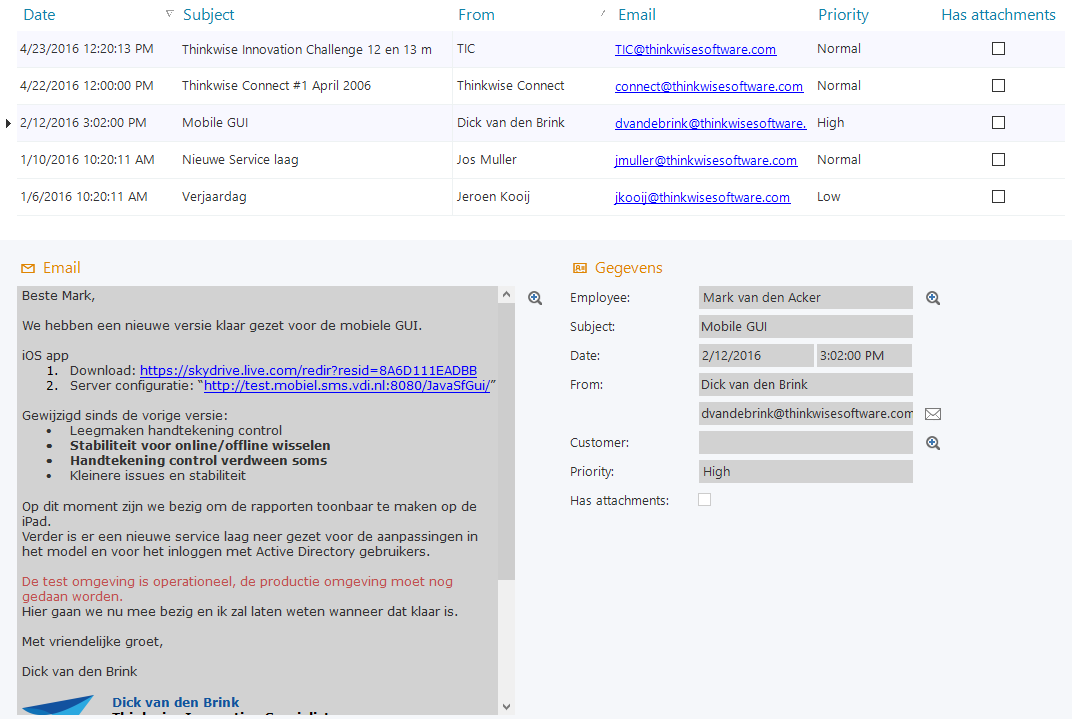 Date Subject From Email Priority Has attachments
4/23/2016 12:20:13 PM Thinkwise Innovation Challenge 12 en 13 m TIC TIC@thinkwisesoftware.com Normal
4/22/2016 12:00:00 PM Thinkwise Connect #1 April 2006 Thinkwise Connect connect@thinkwisesoftware.com Normal
2/12/2016 3:02:00 PM Mobile GUI Dick van den Brink dvandebrink@thinkwisesoftware. High
1/10/2016 10:20:11 AM Nieuwe Service laag Jos Muller jmuller@thinkwisesoftware.com Normal
1/6/2016 10:20:11 AM Verjaardag Jeroen Kooij jkooij@thinkwisesoftware.com Low
Email
Beste Mark,
We hebben een nieuwe versie klaar gezet voor de mobiele GUI.
iOS app
1. Download: https://skydrive.live.com/redir?resid=8A6D111EADBB
2. Server configuratie: “http://test.mobiel.sms.vdi.nl:8080/JavaSfGui/”
Gewijzigd sinds de vorige versie:
• Leegmaken handtekening control
• Stabiliteit voor online/offline wisselen
• Handtekening control verdween soms
• Kleinere issues en stabiliteit
Op dit moment zijn we bezig om de rapporten toonbaar te maken op de
iPad.
Verder is er een nieuwe service laag neer gezet voor de aanpassingen in
het model en voor het inloggen met Active Directory gebruikers.
De test omgeving is operationeel, de productie omgeving moet nog
gedaan worden.
Hier gaan we nu mee bezig en ik zal laten weten wanneer dat klaar is.
Met vriendelijke groet,
Dick van den Brink
Dick van den Brink
Thinkwise Innovation Specialist
Gegevens
Employee: Mark van den Acker
Subject: Mobile GUI
Date: 2/12/2016 3:02:00 PM
From: Dick van den Brink
dvandebrink@thinkwisesoftware.com
Customer:
Priority: High
Has attachments: